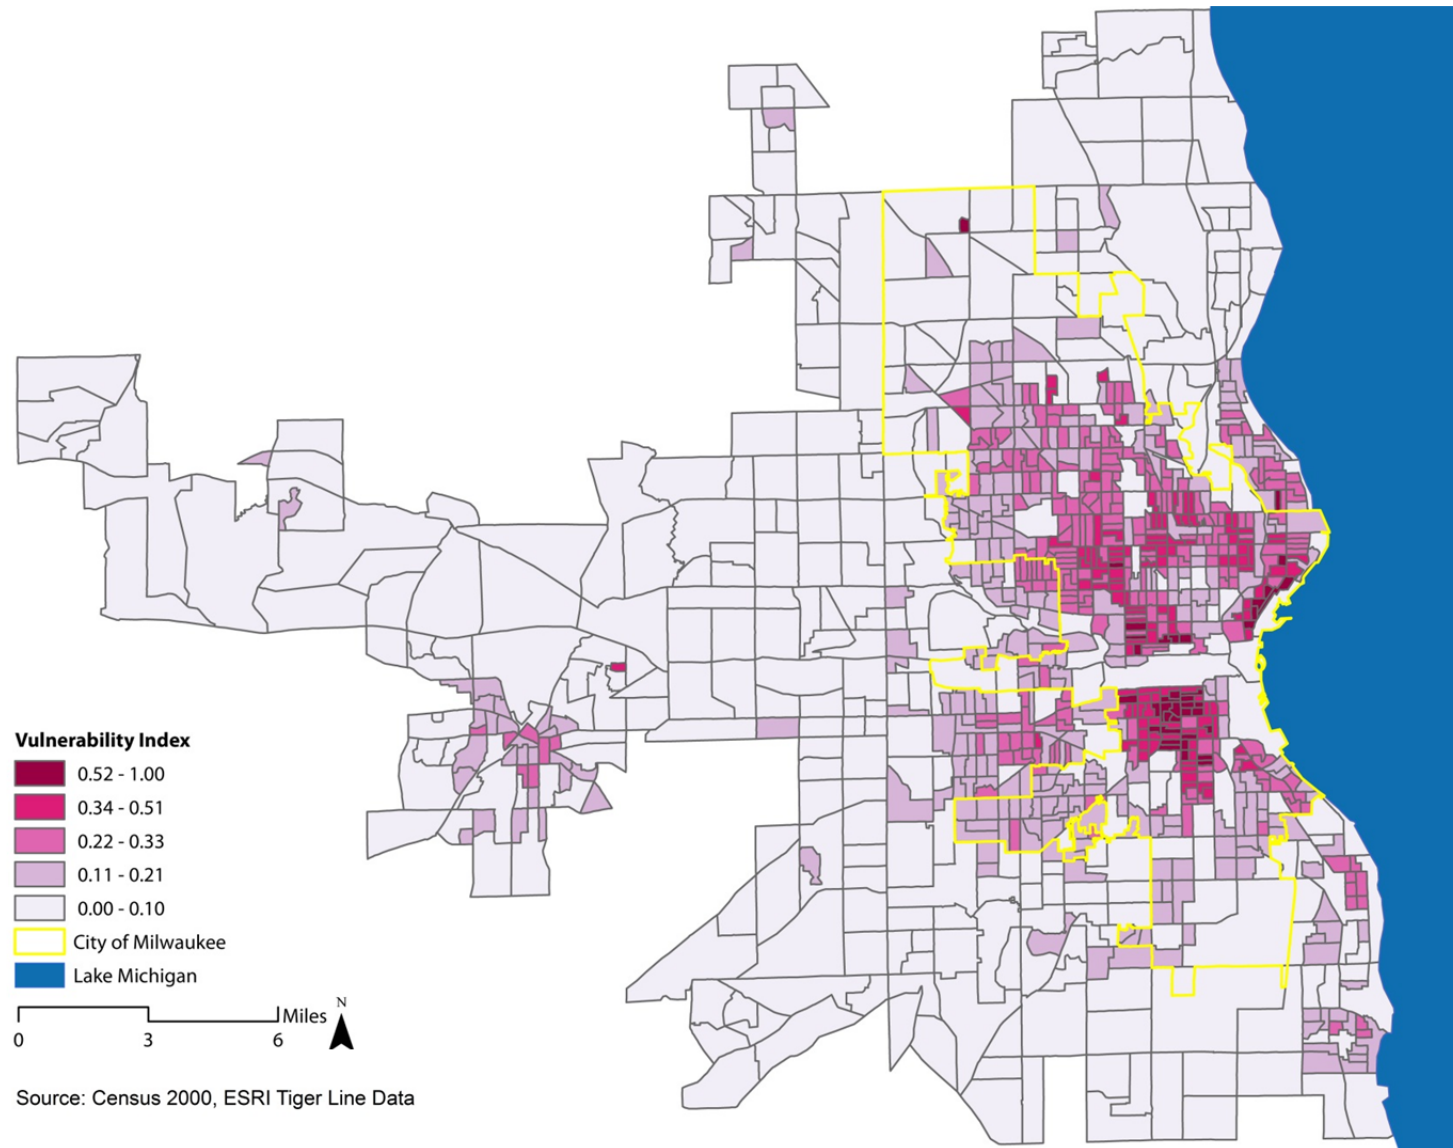 Vulnerability Index
0.52 - 1.00
0.34 - 0.51
0.22 - 0.33
0.11 - 0.21
0.00 - 0.10
City of Milwaukee
Lake Michigan
Miles
N
0 3 6
Source: Census 2000, ESRI Tiger Line Data